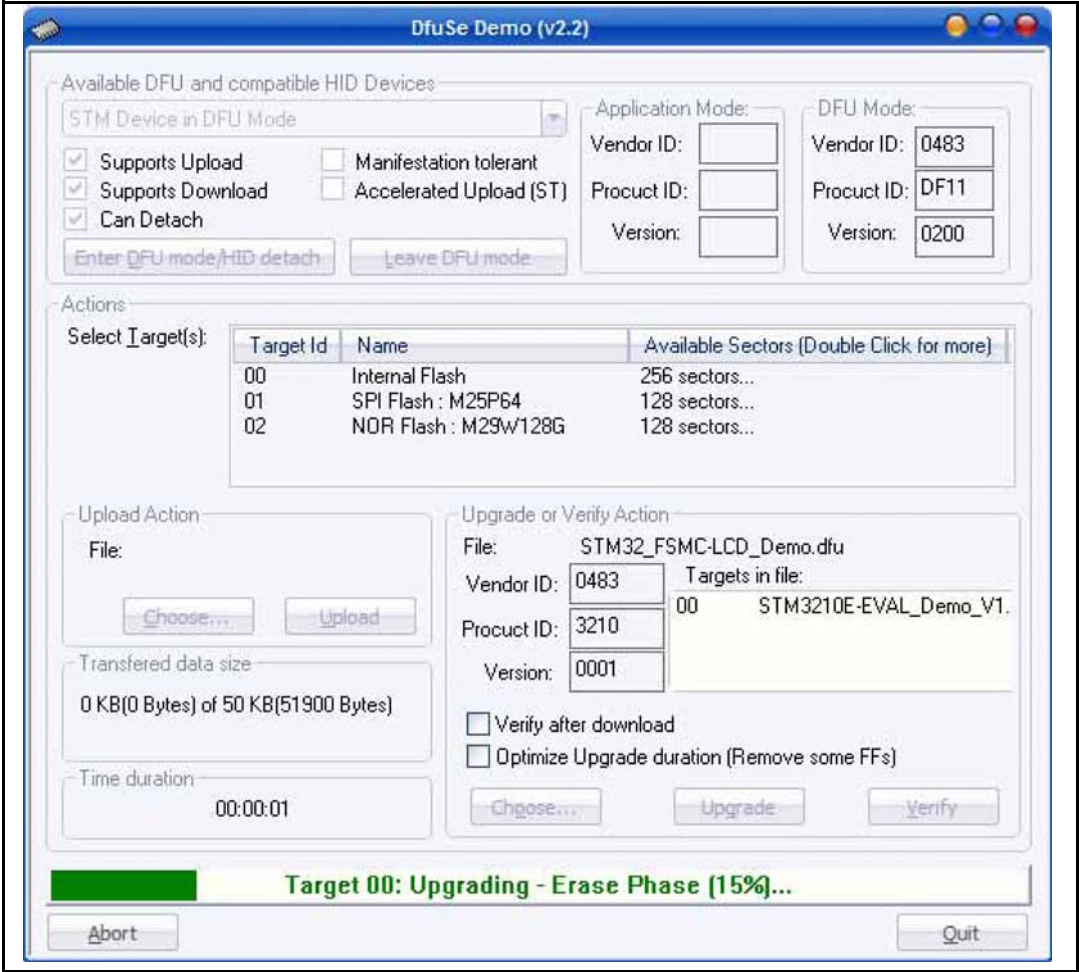 DfuSe Demo (v2.2)
Available DFU and compatible HID Devices
STM Device in DFU Mode
Supports Upload
Manifestation tolerant
Supports Download
Accelerated Upload (ST)
Can Detach
Enter DFU mode/HID detach
Leave DFU mode
Application Mode:
Vendor ID:
Procuct ID:
Version:
DFU Mode:
Vendor ID: 0483
Procuct ID: DF11
Version: 0200
Actions
Select Target(s):
Target Id Name Available Sectors (Double Click for more)
00 Internal Flash 256 sectors...
01 SPI Flash : M25P64 128 sectors...
02 NOR Flash : M29W128G 128 sectors...
Upload Action
File:
Choose...
Upload
Transfered data size
0 KB(0 Bytes) of 50 KB(51900 Bytes)
Time duration
00:00:01
Upgrade or Verify Action
File: STM32_FSMC-LCD_Demo.dfu
Vendor ID: 0483
Procuct ID: 3210
Version: 0001
Targets in file:
00 STM3210E-EVAL_Demo_V1.
Verify after download
Optimize Upgrade duration (Remove some FFs)
Choose...
Upgrade
Verify
Target 00: Upgrading - Erase Phase (15%)...
Abort
Quit